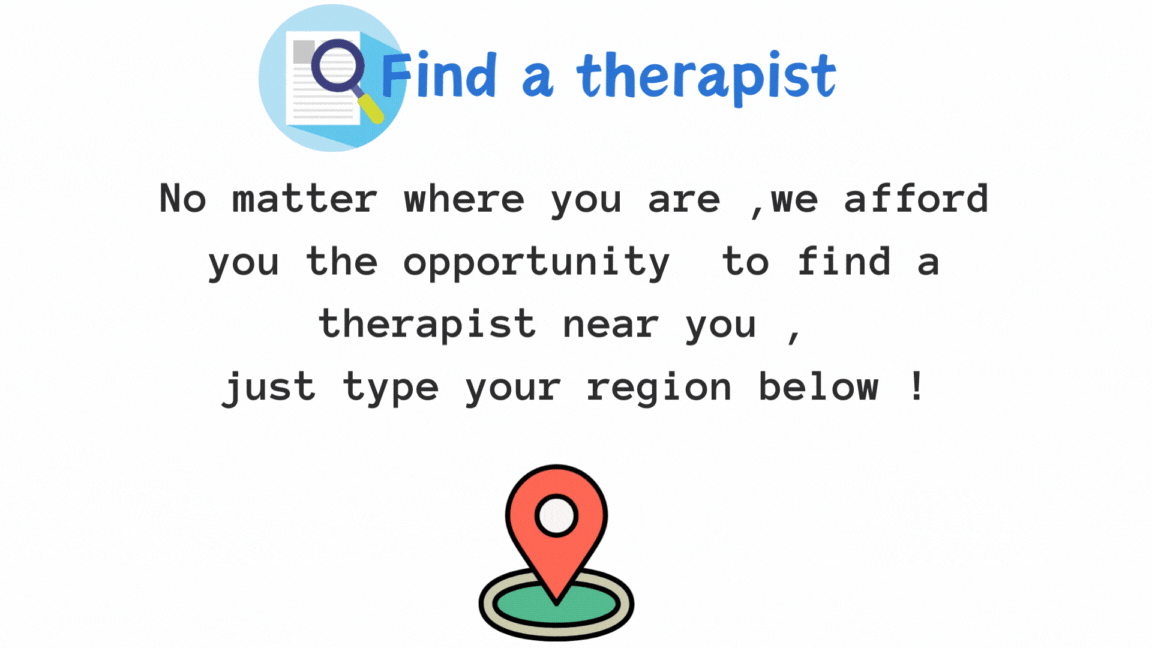 Find a therapist
No matter where you are ,we afford
you the opportunity  to find a
therapist near you ,
just type your region below !